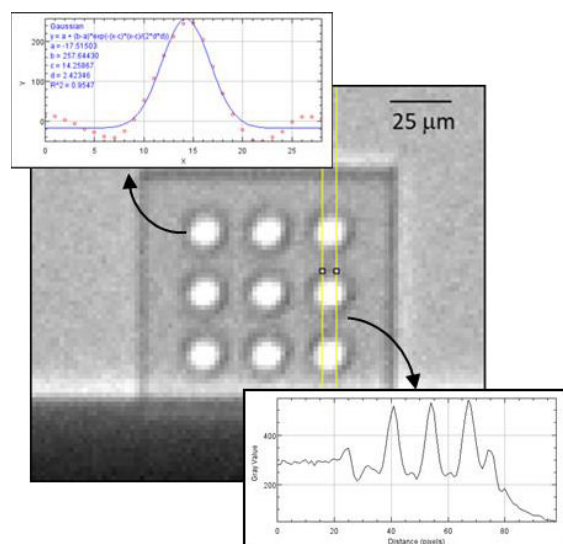 Gaussian
y= a + (b-a)*exp(-(x-c)*(x-c)/(2*d*d))
a = -17.51503
b = 257.64430
c = 14.25867
d = 2.42346
R^2 = 0.9547
200
100
0
Y
0
5
10
15
20
25
X
25 μm
400
200
Gray Value
0
20
40
60
80
Distance (pixels)